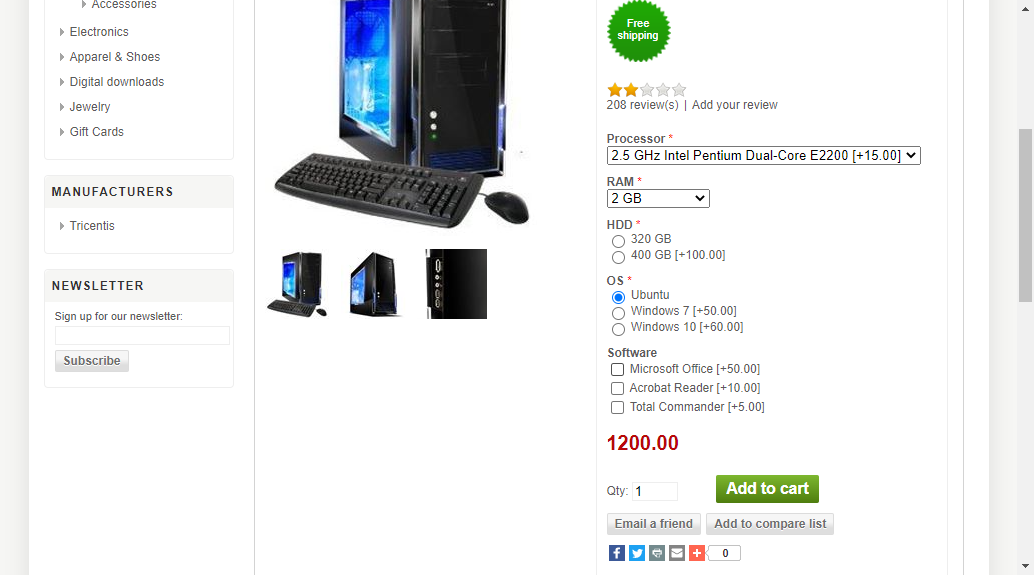 Accessories
Electronics
Apparel & Shoes
Digital downloads
Jewelry
Gift Cards
MANUFACTURERS
Tricentis
NEWSLETTER
Sign up for our newsletter:
Subscribe
Free
shipping
208 review(s) | Add your review
Processor *
2.5 GHz Intel Pentium Dual-Core E2200 [+15.00]
RAM *
2 GB
HDD *
320 GB
400 GB [+100.00]
OS *
Ubuntu
Windows 7 [+50.00]
Windows 10 [+60.00]
Software
Microsoft Office [+50.00]
Acrobat Reader [+10.00]
Total Commander [+5.00]
1200.00
Qty: 1 Add to cart
Email a friend Add to compare list
0